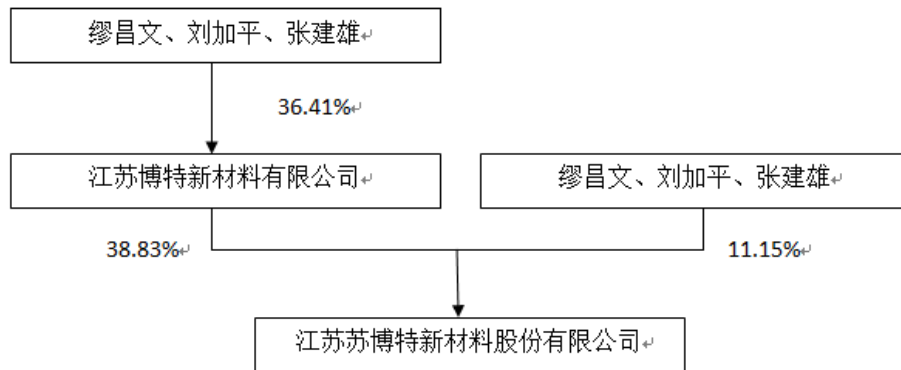 缪昌文、刘加平、张建雄
36.41%
江苏博特新材料有限公司
缪昌文、刘加平、张建雄
38.83%
11.15%
江苏苏博特新材料股份有限公司